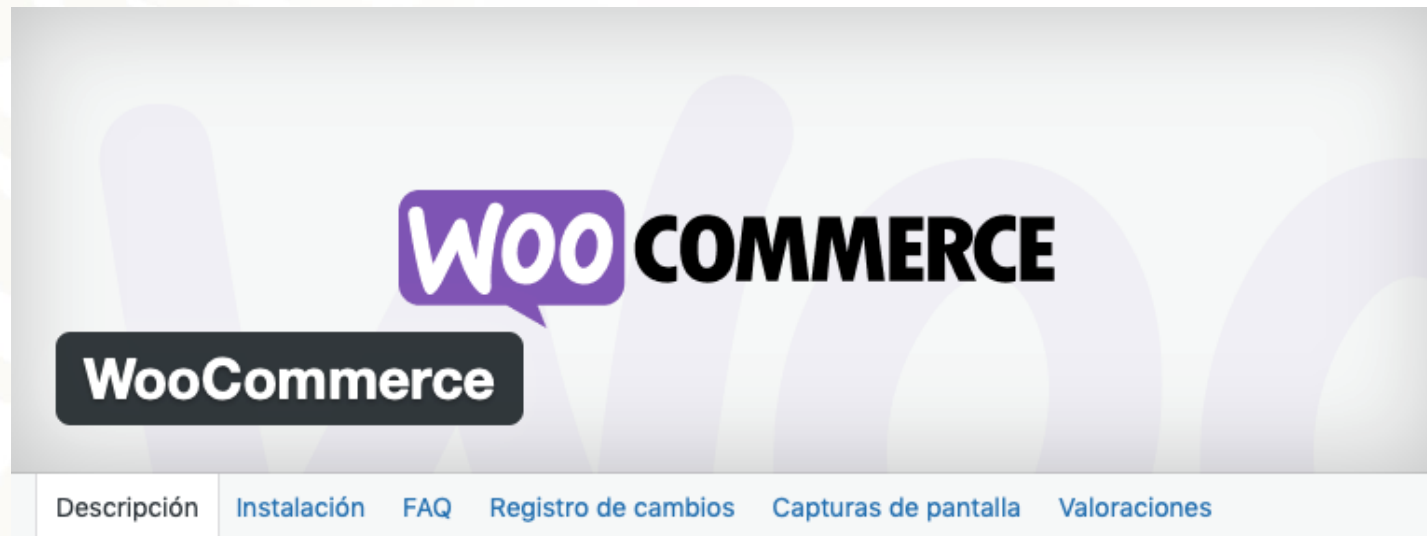 WOO COMMERCE
WooCommerce
Descripción Instalación FAQ Registro de cambios Capturas de pantalla Valoraciones